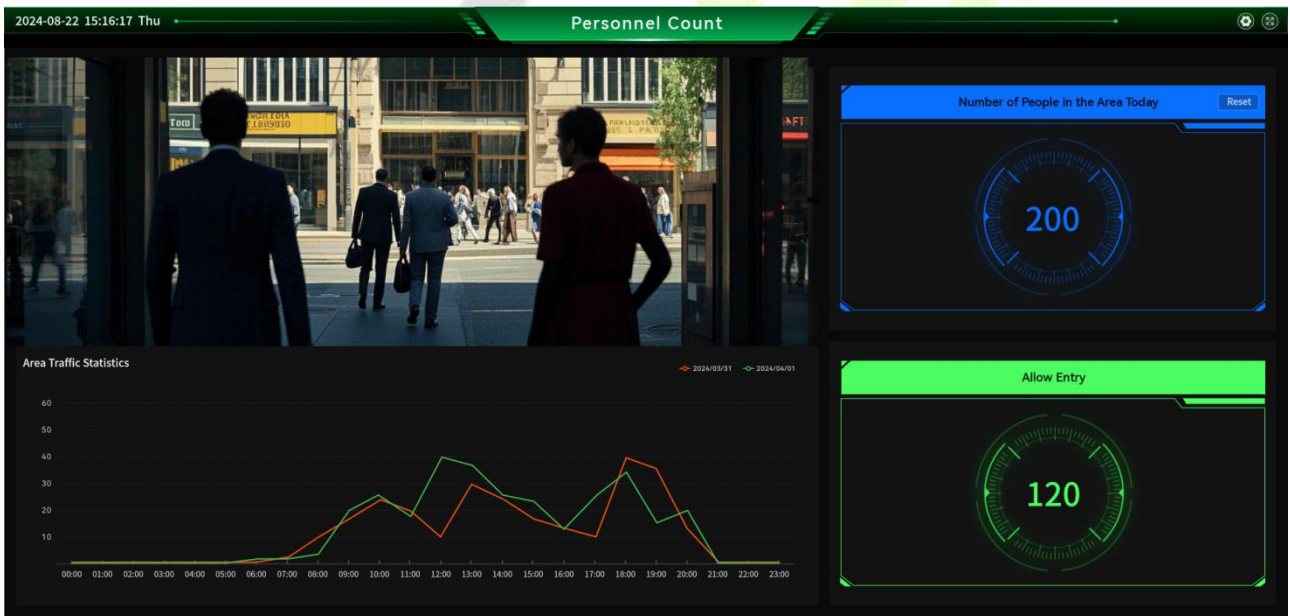 2024-08-22 15:16:17 Thu
Personnel Count
Number of People in the Area Today
Reset
200
Area Traffic Statistics
2024/03/31
2024/04/01
60
50
40
30
20
10
00:00 01:00 02:00 03:00 04:00 05:00 06:00 07:00 08:00 09:00 10:00 11:00 12:00 13:00 14:00 15:00 16:00 17:00 18:00 19:00 20:00 21:00 22:00 23:00
Allow Entry
120